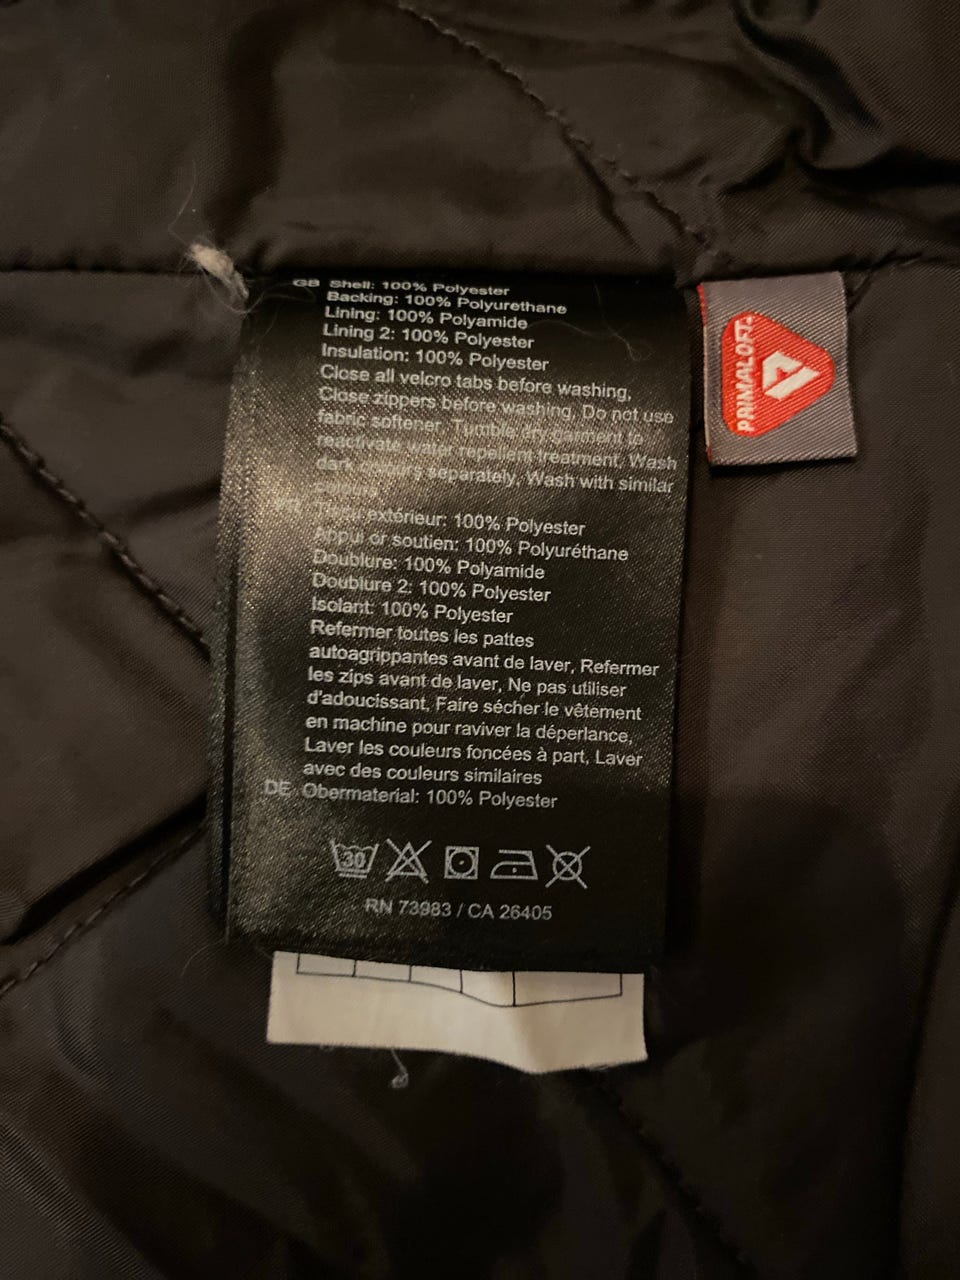 GB Shell: 100% Polyester
Backing: 100% Polyurethane
Lining: 100% Polyamide
Lining 2: 100% Polyester
Insulation: 100% Polyester
Close all velcro tabs before washing,
Close zippers before washing, Do not use
fabric softener, Tumble dry garment to
reactivate water repellent treatment, Wash
dark colours separately, Wash with similar
colours
Tissu extérieur: 100% Polyester
Appui or soutien: 100% Polyuréthane
Doublure: 100% Polyamide
Doublure 2: 100% Polyester
Isolant: 100% Polyester
Refermer toutes les pattes
autoagrippantes avant de laver, Refermer
les zips avant de laver, Ne pas utiliser
d'adoucissant, Faire sécher le vêtement
en machine pour raviver la déperlance,
Laver les couleurs foncées à part, Laver
avec des couleurs similaires
DE Obermaterial: 100% Polyester
30
RN 73983 / CA 26405
PRIMALOFT.